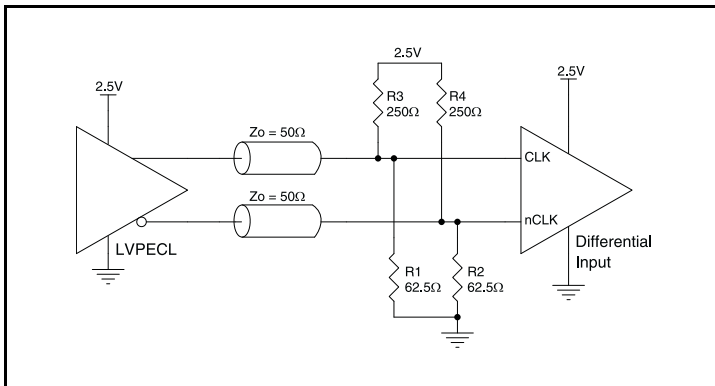 2.5V
2.5V
2.5V
R3
250Ω
R4
250Ω
Zo = 50Ω
CLK
Zo = 50Ω
nCLK
LVPECL
Differential
Input
R1
62.5Ω
R2
62.5Ω